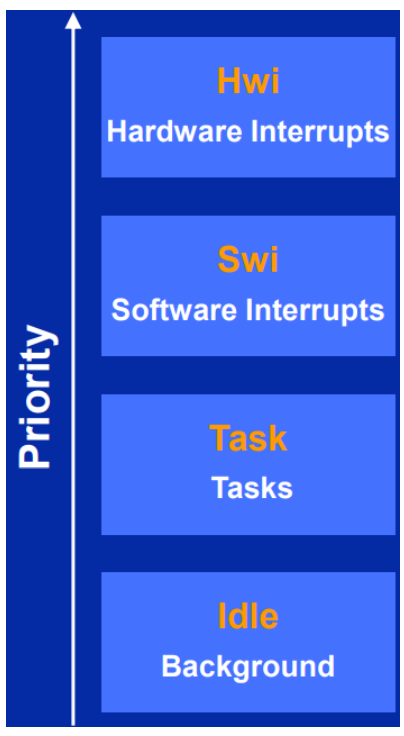 Priority
Hwi
Hardware Interrupts
Swi
Software Interrupts
Task
Tasks
Idle
Background